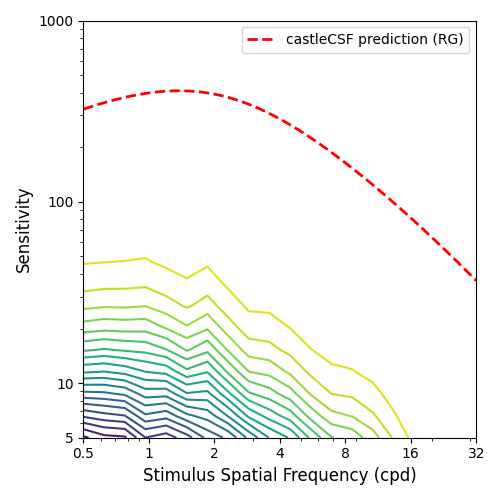 1000
castleCSF prediction (RG)
Sensitivity
100
10
5
0.5 1 2 4 8 16 32
Stimulus Spatial Frequency (cpd)